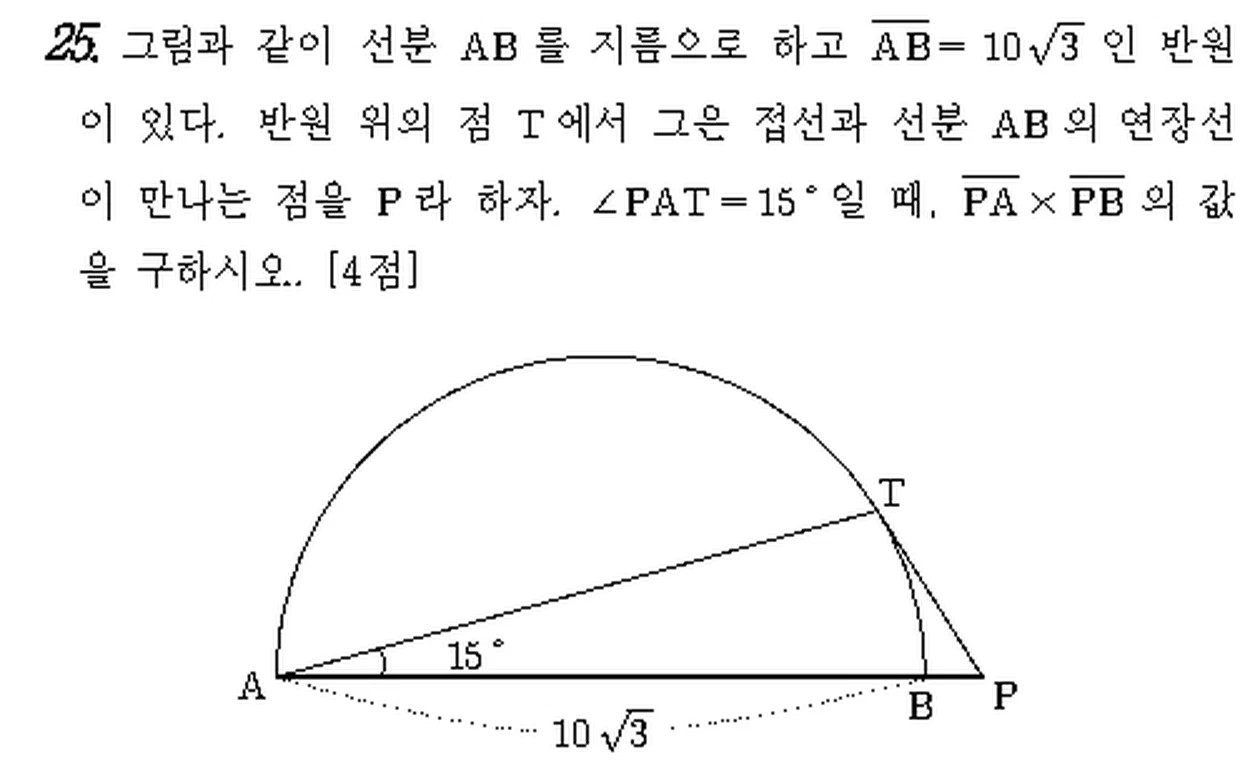 25. 그림과 같이 선분 AB를 지름으로 하고 A̅B̅ = 10√3 인 반원
이 있다. 반원 위의 점 T에서 그은 접선과 선분 AB의 연장선
이 만나는 점을 P라 하자. ∠PAT = 15°일 때, P̅A̅ × P̅B̅ 의 값
을 구하시오.. [4점]
T
15°
A
B
P
10√3